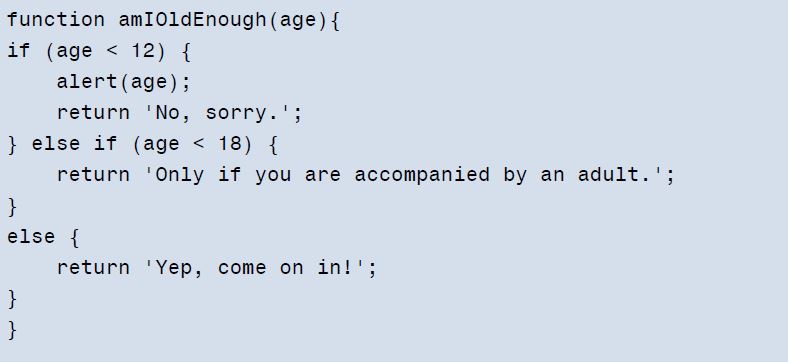 function amIOldEnough(age){
if (age < 12) {
    alert(age);
    return 'No, sorry.';
} else if (age < 18) {
    return 'Only if you are accompanied by an adult.';
}
else {
    return 'Yep, come on in!';
}
}